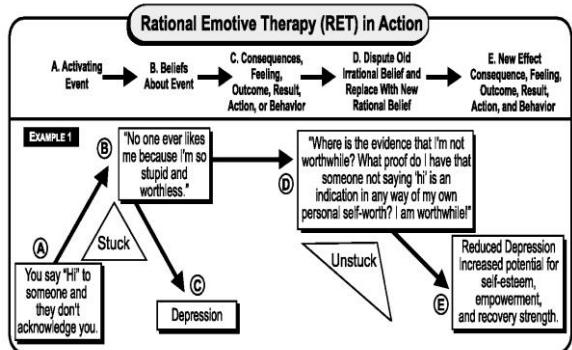 Rational Emotive Therapy (RET) in Action
A. Activating
Event
B. Beliefs
About Event
C. Consequences,
Feeling,
Outcome, Result,
Action, or Behavior
D. Dispute Old
Irrational Belief and
Replace With New
Rational Belief
E. New Effect
Consequence, Feeling,
Outcome, Result,
Action, and Behavior
EXAMPLE 1
B
"No one ever likes
me because I'm so
stupid and
worthless."
"Where is the evidence that I'm not
worthwhile? What proof do I have that
someone not saying 'hi' is an
indication in any way of my own
personal self-worth? I am worthwhile!"
D
A
Stuck
Unstuck
You say "Hi" to
someone and
they don't
acknowledge you.
C
Depression
Reduced Depression
Increased potential for
self-esteem,
empowerment,
and recovery strength.
E